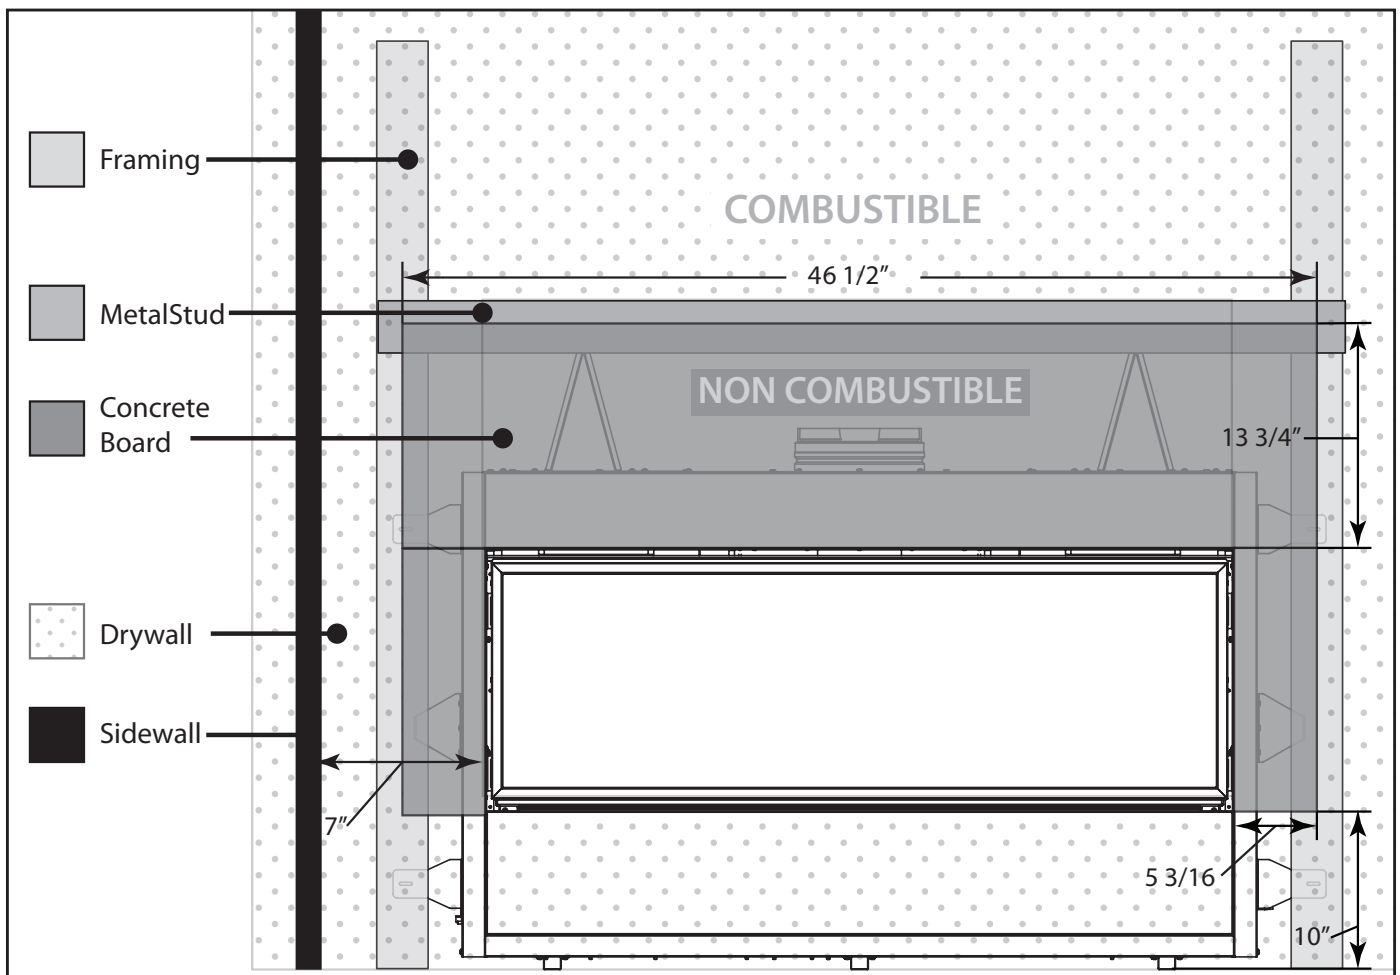 Framing
COMBUSTIBLE
46 1/2”
MetalStud
NON COMBUSTIBLE
Concrete
Board
13 3/4”
Drywall
Sidewall
7”
5 3/16
10”